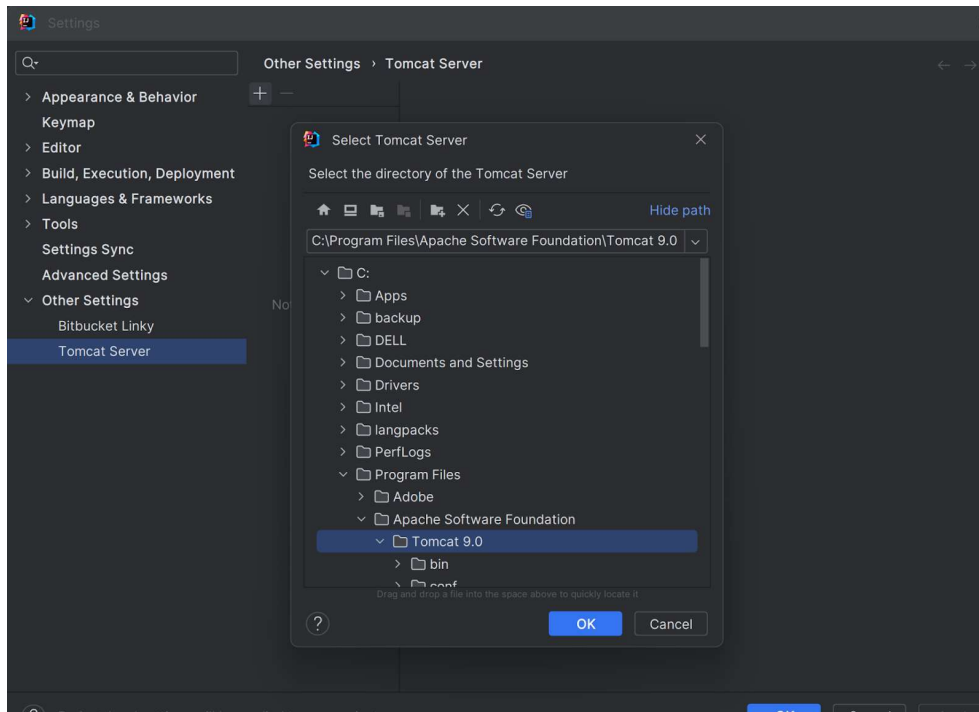 Settings
Other Settings › Tomcat Server
Appearance & Behavior
Keymap
Editor
Build, Execution, Deployment
Languages & Frameworks
Tools
Settings Sync
Advanced Settings
Other Settings
Bitbucket Linky
Tomcat Server
Select Tomcat Server
Select the directory of the Tomcat Server
Hide path
C:\Program Files\Apache Software Foundation\Tomcat 9.0
C:
Apps
backup
DELL
Documents and Settings
Drivers
Intel
langpacks
PerfLogs
Program Files
Adobe
Apache Software Foundation
Tomcat 9.0
bin
conf
Drag and drop a file into the space above to quickly locate it
?
OK Cancel